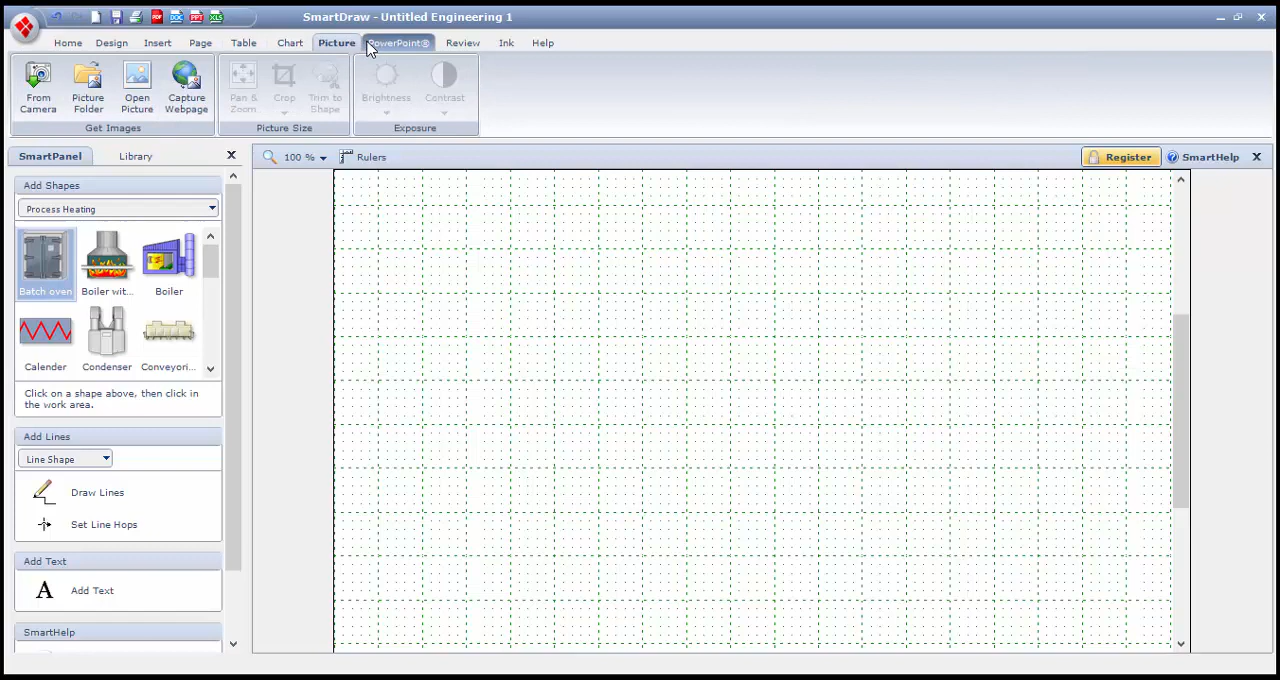 SmartDraw - Untitled Engineering 1
PDF DOC PPT XLS
Home Design Insert Page Table Chart Picture PowerPoint® Review Ink Help
From Camera
Picture Folder
Open Picture
Capture Webpage
Pan & Zoom
Crop
Trim to Shape
Brightness
Contrast
Get Images
Picture Size
Exposure
SmartPanel Library
100 % Rulers
Register SmartHelp
Add Shapes
Process Heating
Batch oven Boiler wit... Boiler
Calender Condenser Conveyori...
Click on a shape above, then click in
the work area.
Add Lines
Line Shape
Draw Lines
Set Line Hops
Add Text
A Add Text
SmartHelp